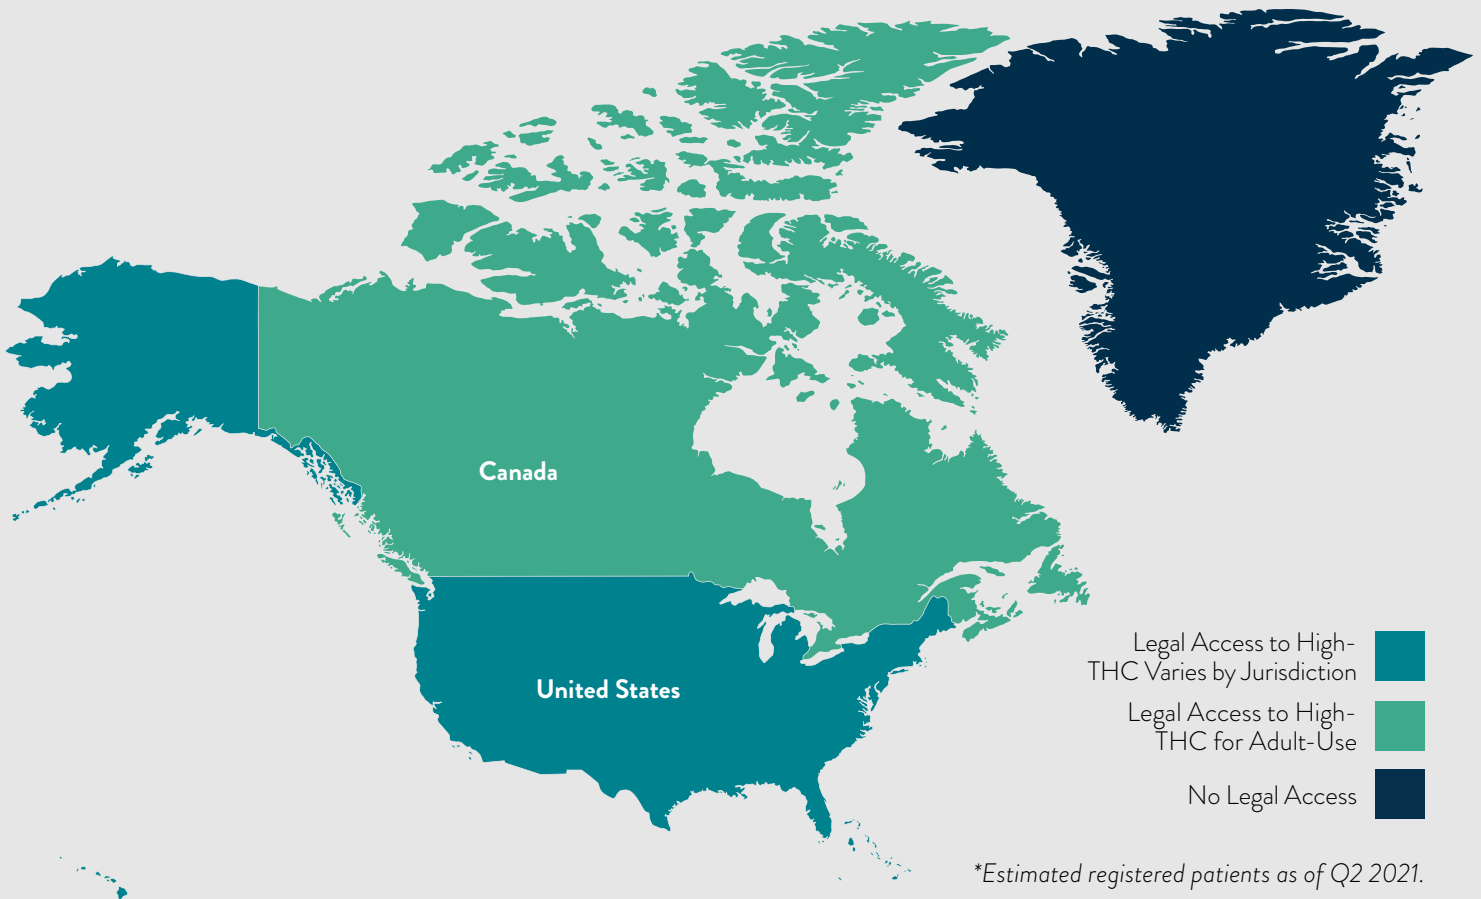 Canada
United States
Legal Access to High-
THC Varies by Jurisdiction
Legal Access to High-
THC for Adult-Use
No Legal Access
*Estimated registered patients as of Q2 2021.